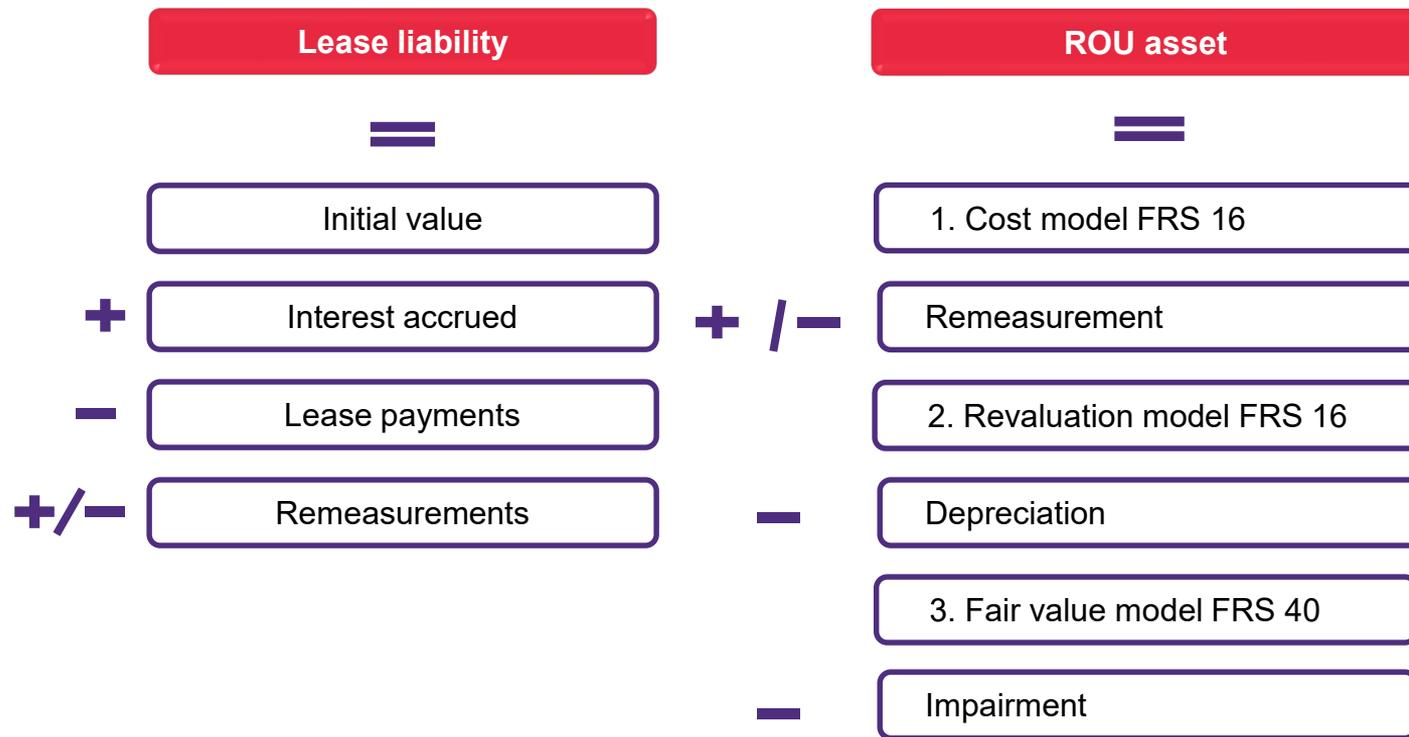 Lease liability
=
Initial value
+ Interest accrued
– Lease payments
+/– Remeasurements
ROU asset
=
1. Cost model FRS 16
+ /– Remeasurement
2. Revaluation model FRS 16
– Depreciation
3. Fair value model FRS 40
– Impairment